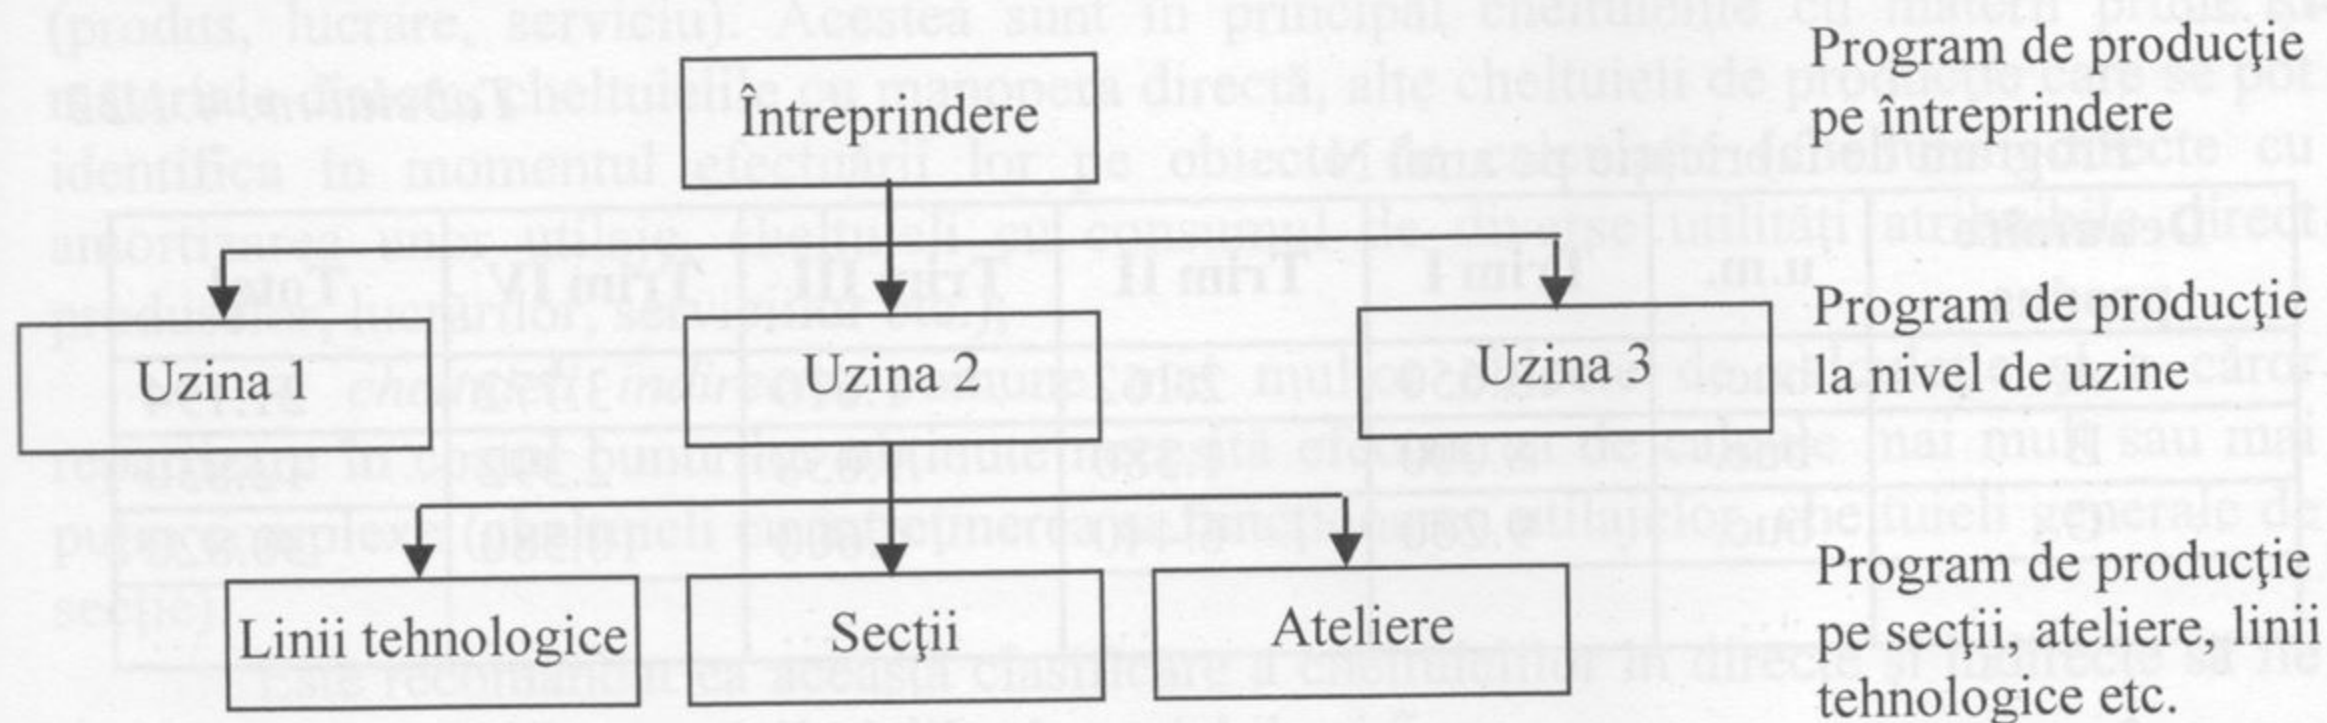 Întreprindere
Program de producţie
pe întreprindere
Uzina 1
Uzina 2
Uzina 3
Program de producţie
la nivel de uzine
Linii tehnologice
Secţii
Ateliere
Program de producţie
pe secţii, ateliere, linii
tehnologice etc.